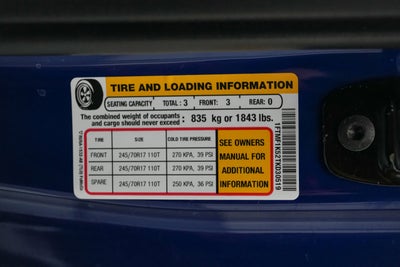 TIRE AND LOADING INFORMATION
SEATING CAPACITY TOTAL : 3 FRONT: 3 REAR: 0
The combined weight of occupants
and cargo should never exceed : 835 kg or 1843 lbs.
TIRE SIZE COLD TIRE PRESSURE
FRONT 245/70R17 110T 270 KPA, 39 PSI
REAR 245/70R17 110T 270 KPA, 39 PSI
SPARE 245/70R17 110T 250 KPA, 36 PSI
SEE OWNERS
MANUAL FOR
ADDITIONAL
INFORMATION